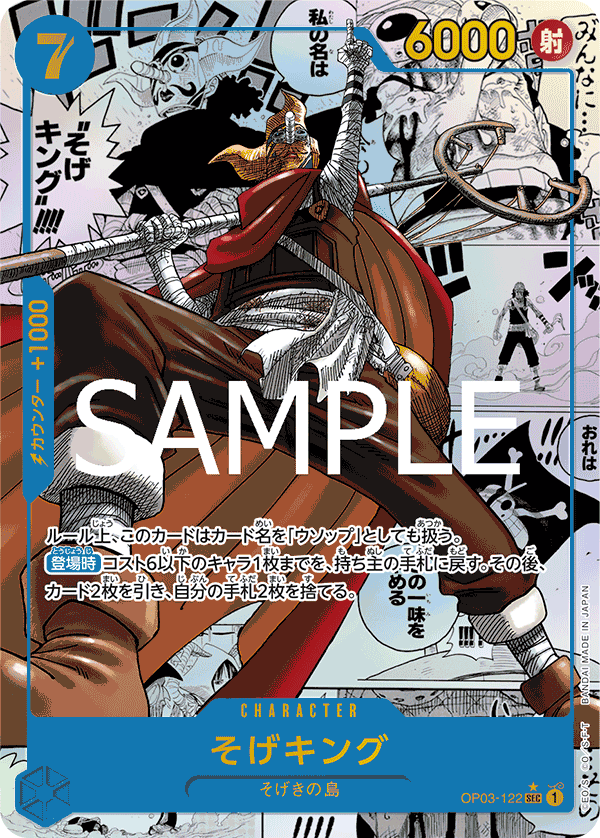 7
6000
射
私の名は
みんなに…
"そげ
キング"!!!!
カウンター +1000
おれは
SAMPLE
ルール上、このカードはカード名を「ウソップ」としても扱う。
登場時 コスト6以下のキャラ1枚までを、持ち主の手札に戻す。その後、
カード2枚を引き、自分の手札2枚を捨てる。
の一味を
める
!!!
CHARACTER
そげキング
そげきの島
OP03-122 SEC 1
BANDAI MADE IN JAPAN